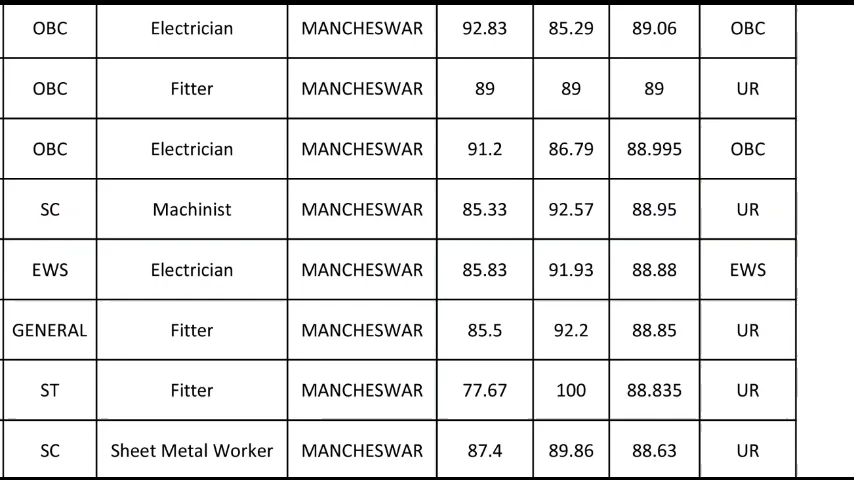 OBC Electrician MANCHESWAR 92.83 85.29 89.06 OBC
OBC Fitter MANCHESWAR 89 89 89 UR
OBC Electrician MANCHESWAR 91.2 86.79 88.995 OBC
SC Machinist MANCHESWAR 85.33 92.57 88.95 UR
EWS Electrician MANCHESWAR 85.83 91.93 88.88 EWS
GENERAL Fitter MANCHESWAR 85.5 92.2 88.85 UR
ST Fitter MANCHESWAR 77.67 100 88.835 UR
SC Sheet Metal Worker MANCHESWAR 87.4 89.86 88.63 UR